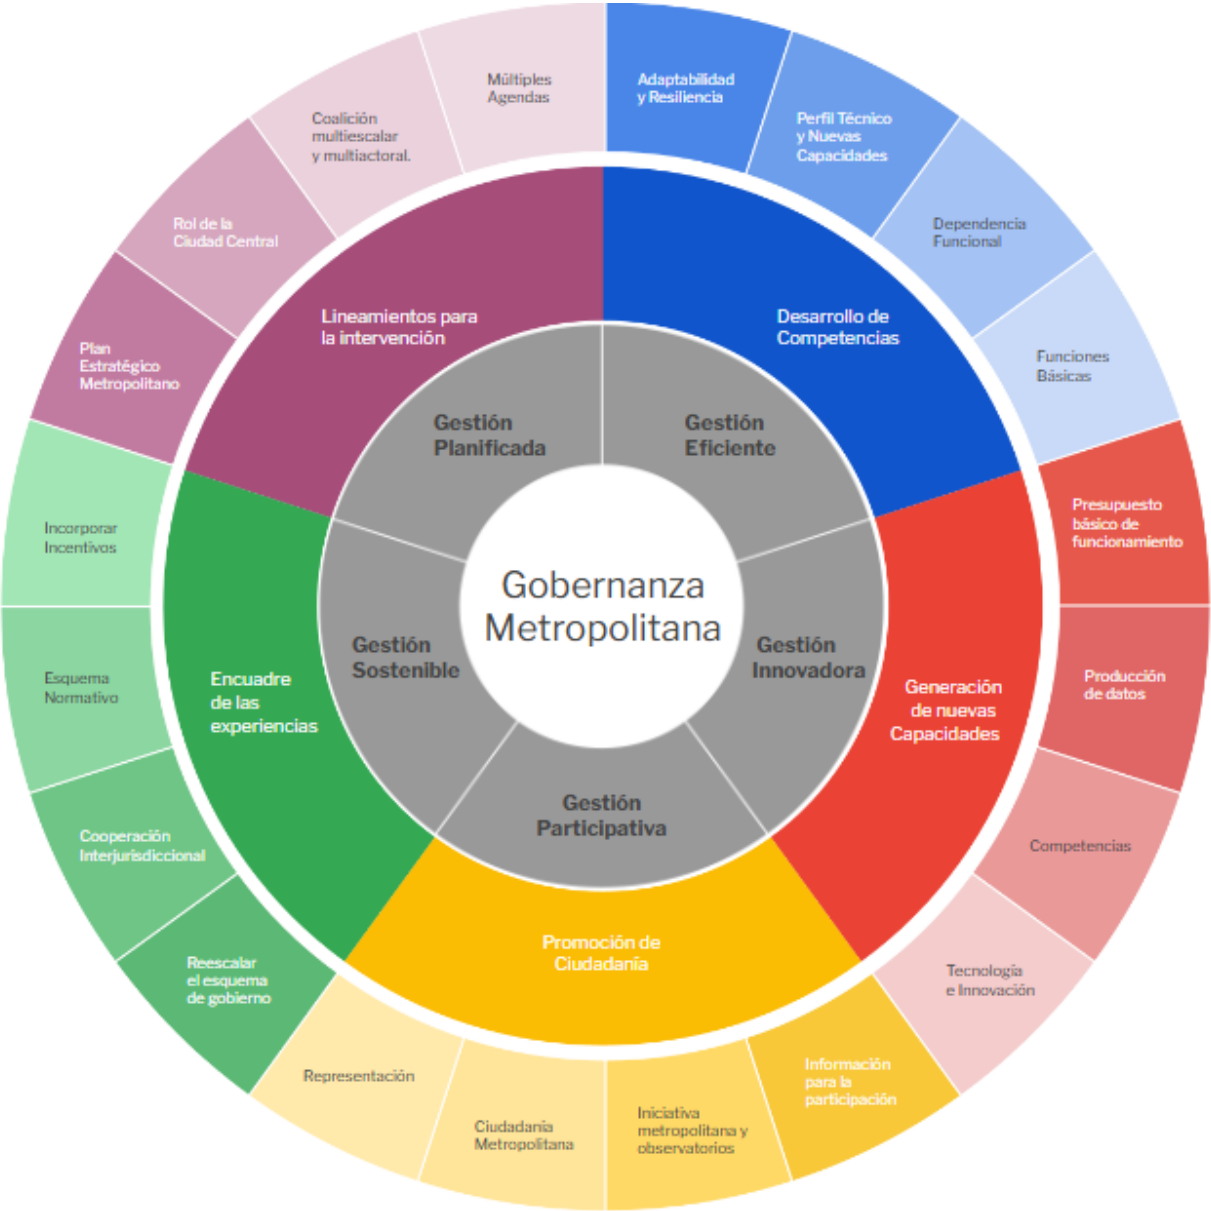 Gobernanza
Metropolitana
Gestión
Eficiente
Gestión
Innovadora
Gestión
Participativa
Gestión
Sostenible
Gestión
Planificada
Desarrollo de
Competencias
Generación
de nuevas
Capacidades
Promoción de
Ciudadanía
Encuadre
de las
experiencias
Lineamientos para
la intervención
Adaptabilidad
y Resiliencia
Perfil Técnico
y Nuevas
Capacidades
Dependencia
Funcional
Funciones
Básicas
Presupuesto
básico de
funcionamiento
Producción
de datos
Competencias
Tecnología
e Innovación
Información
para la
participación
Iniciativa
metropolitana y
observatorios
Ciudadanía
Metropolitana
Representación
Reescalar
el esquema
de gobierno
Cooperación
Interjurisdiccional
Esquema
Normativo
Incorporar
Incentivos
Plan
Estratégico
Metropolitano
Rol de la
Ciudad Central
Coalición
multiescalar
y multiactoral.
Múltiples
Agendas